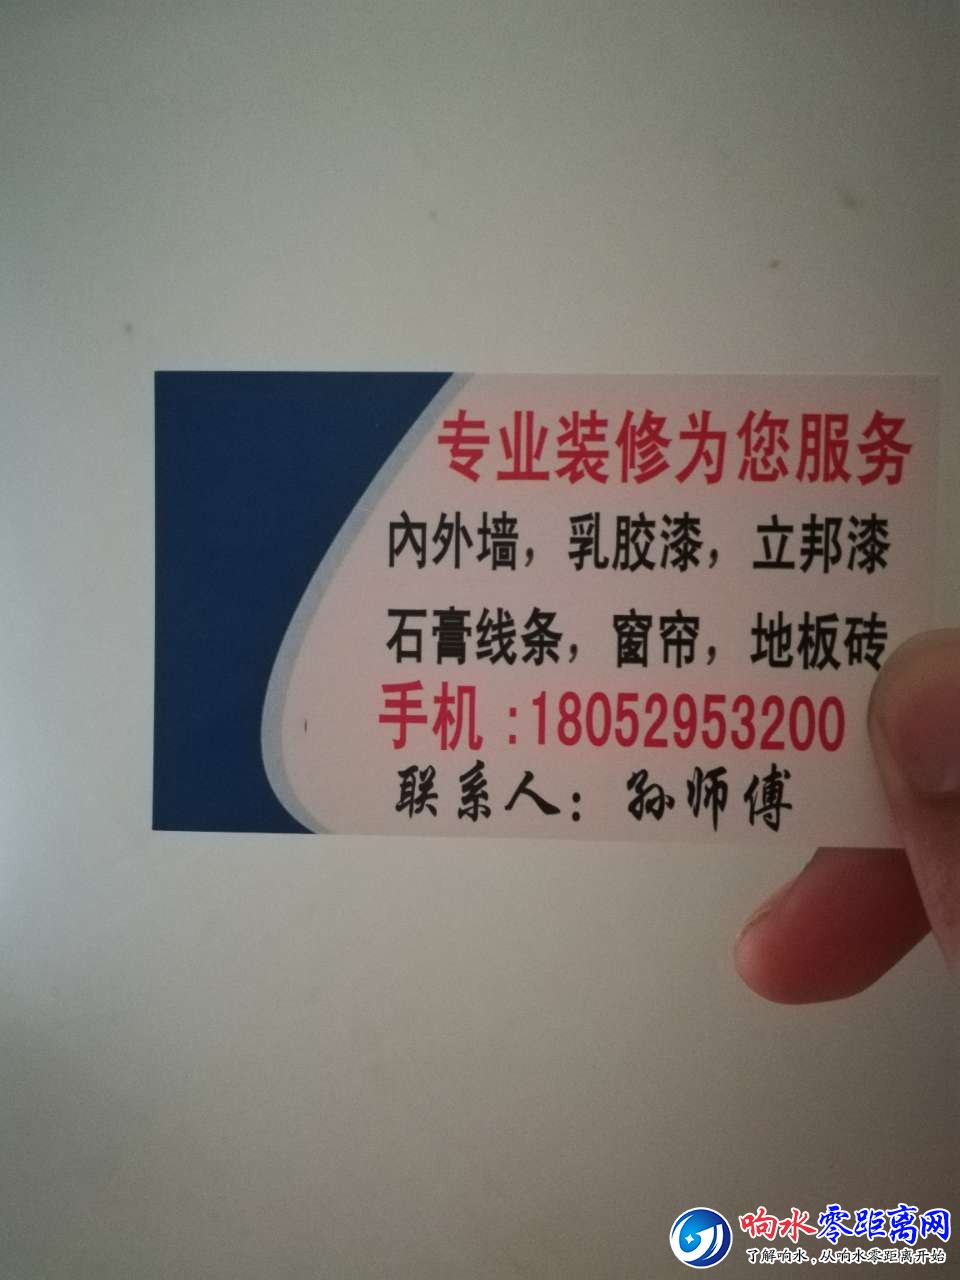 专业装修为您服务
内外墙，乳胶漆，立邦漆
石膏线条，窗帘，地板砖
手机:18052953200
联系人：孙师傅
响水零距离网
了解响水,从响水零距离开始